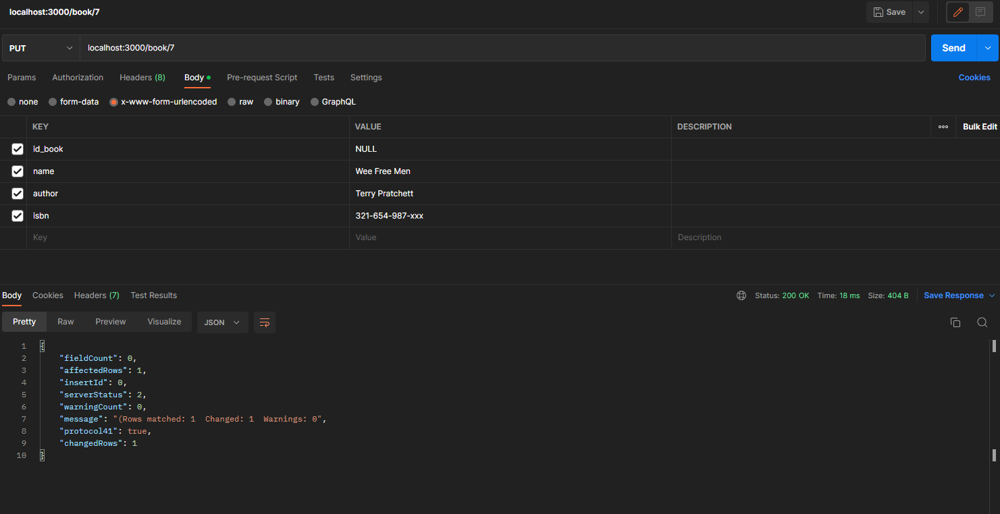 localhost:3000/book/7
Save
PUT localhost:3000/book/7 Send
Params Authorization Headers (8) Body Pre-request Script Tests Settings Cookies
none form-data x-www-form-urlencoded raw binary GraphQL
KEY VALUE DESCRIPTION Bulk Edit
id_book NULL
name Wee Free Men
author Terry Pratchett
isbn 321-654-987-xxx
Key Value Description
Body Cookies Headers (7) Test Results Status: 200 OK Time: 18 ms Size: 404 B Save Response
Pretty Raw Preview Visualize JSON
1 {
2 "fieldCount": 0,
3 "affectedRows": 1,
4 "insertId": 0,
5 "serverStatus": 2,
6 "warningCount": 0,
7 "message": "(Rows matched: 1  Changed: 1  Warnings: 0",
8 "protocol41": true,
9 "changedRows": 1
10 }